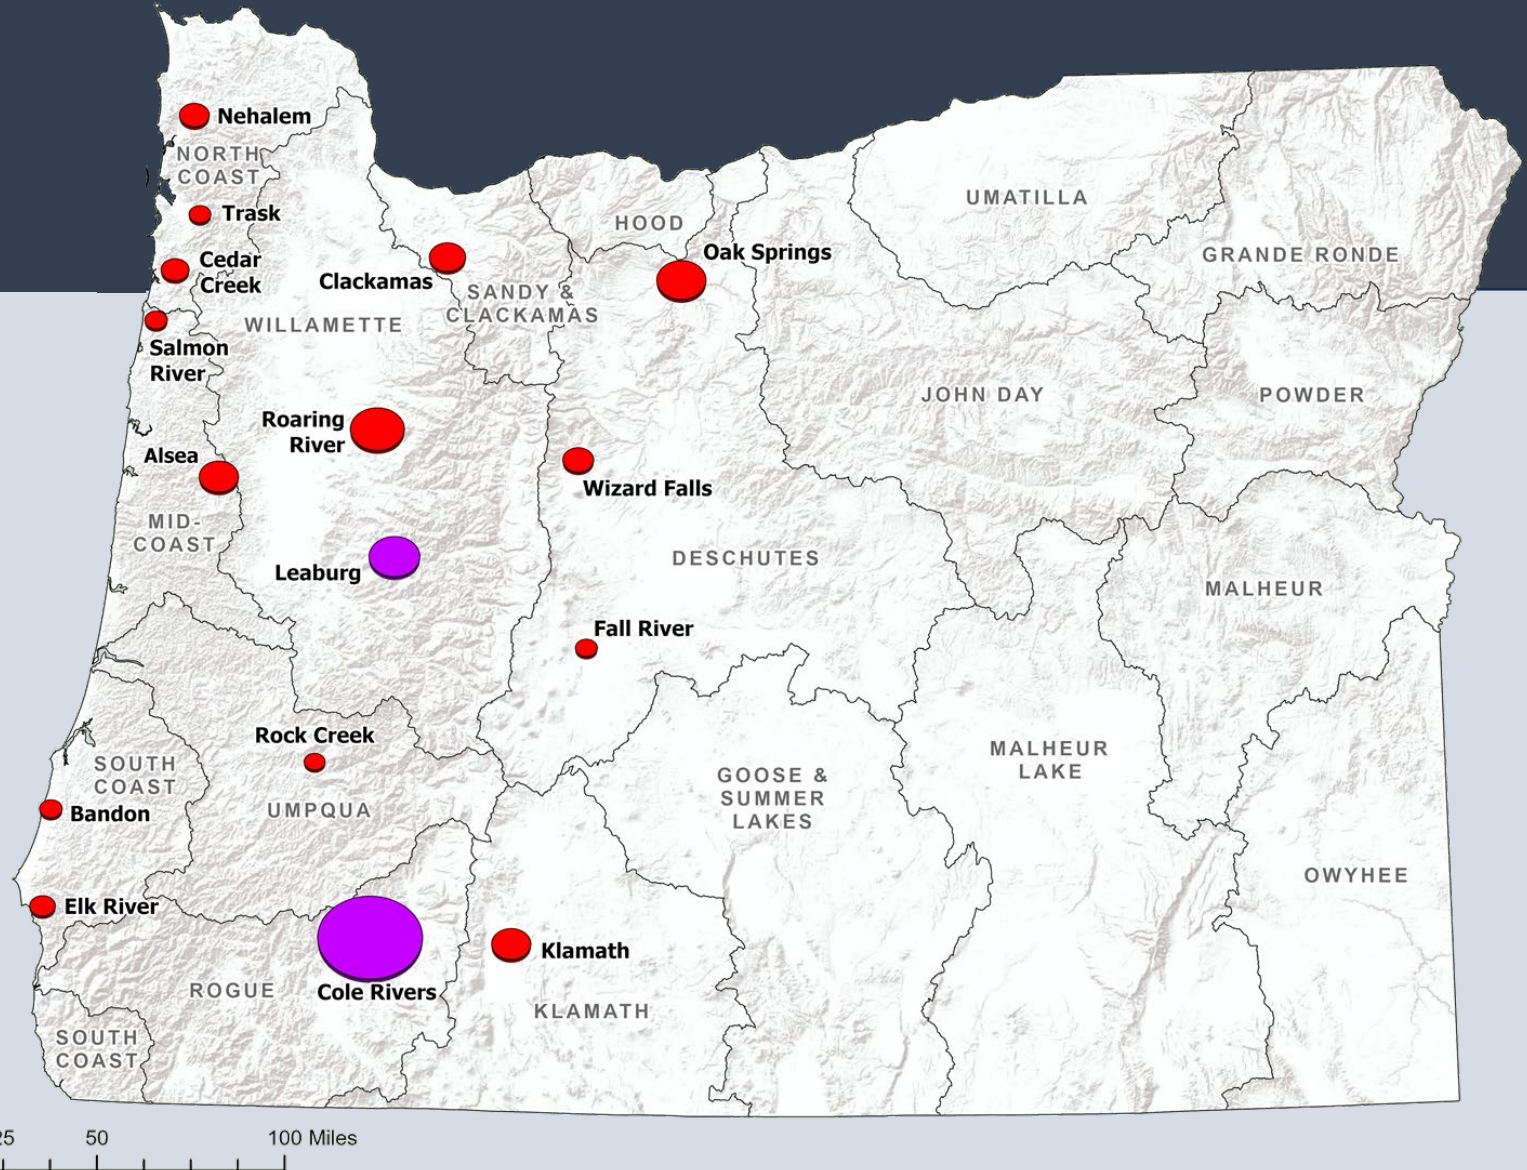 Nehalem
NORTH
COAST
Trask
Cedar
Creek
Salmon
River
Clackamas
SANDY &
CLACKAMAS
HOOD
Oak Springs
UMATILLA
GRANDE RONDE
WILLAMETTE
Roaring
River
Alsea
MID-
COAST
Leaburg
Wizard Falls
DESCHUTES
JOHN DAY
POWDER
MALHEUR
Fall River
Rock Creek
UMPQUA
SOUTH
COAST
Bandon
Elk River
GOOSE &
SUMMER
LAKES
MALHEUR
LAKE
OWYHEE
Cole Rivers
ROGUE
Klamath
KLAMATH
SOUTH
COAST
25 50 100 Miles